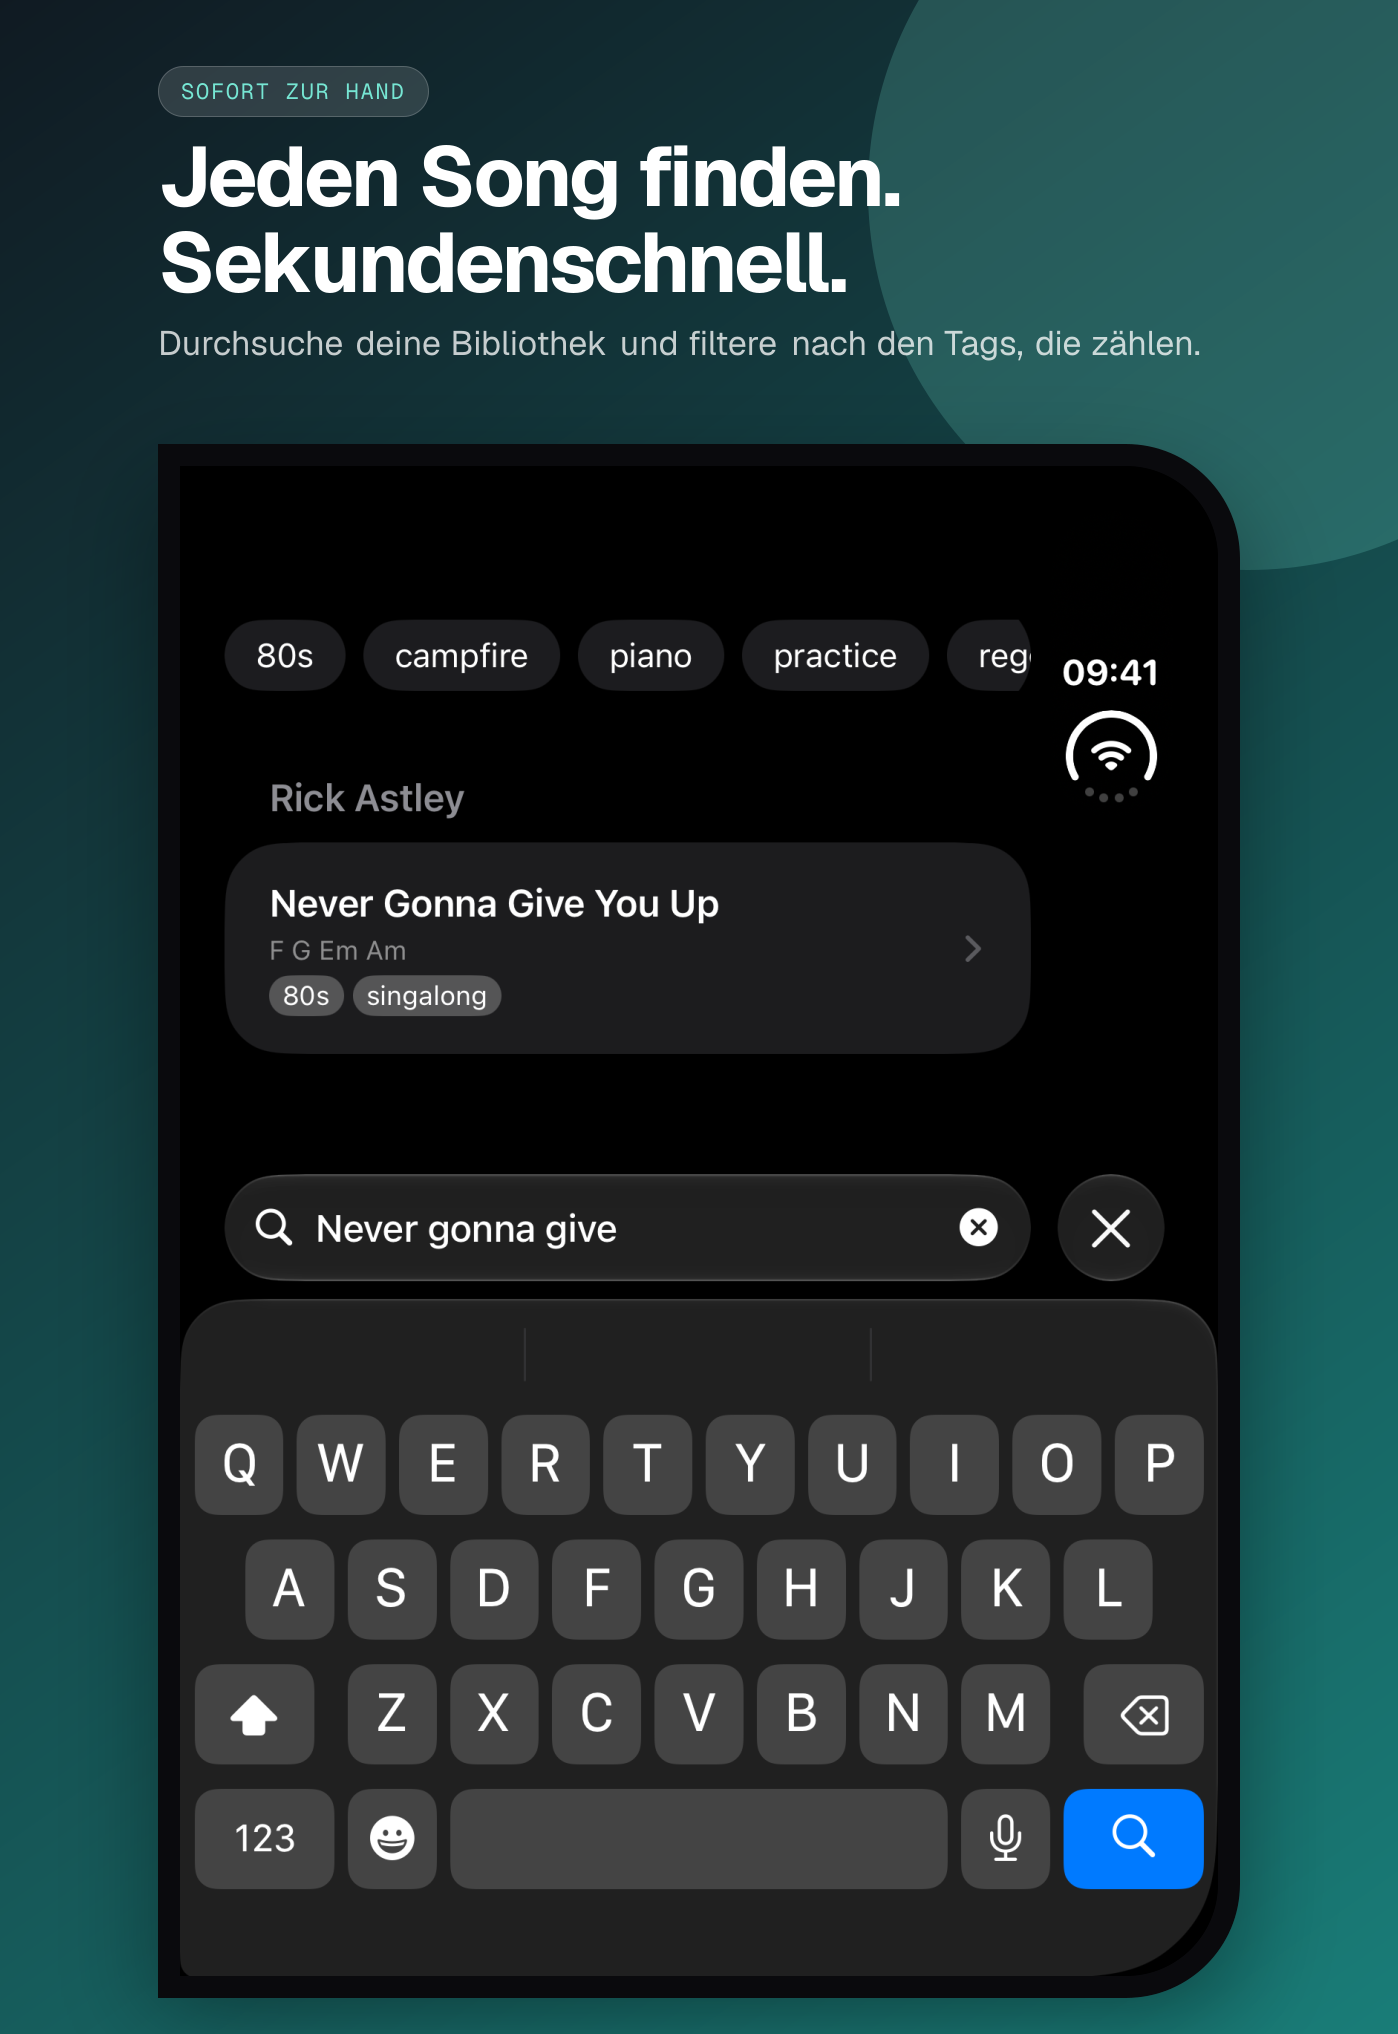 SOFORT ZUR HAND
Jeden Song finden.
Sekundenschnell.
Durchsuche deine Bibliothek und filtere nach den Tags, die zählen.
80s campfire piano practice
09:41
Rick Astley
Never Gonna Give You Up
F G Em Am
80s singalong
Never gonna give
Q W E R T Y U I O P
A S D F G H J K L
Z X C V B N M
123